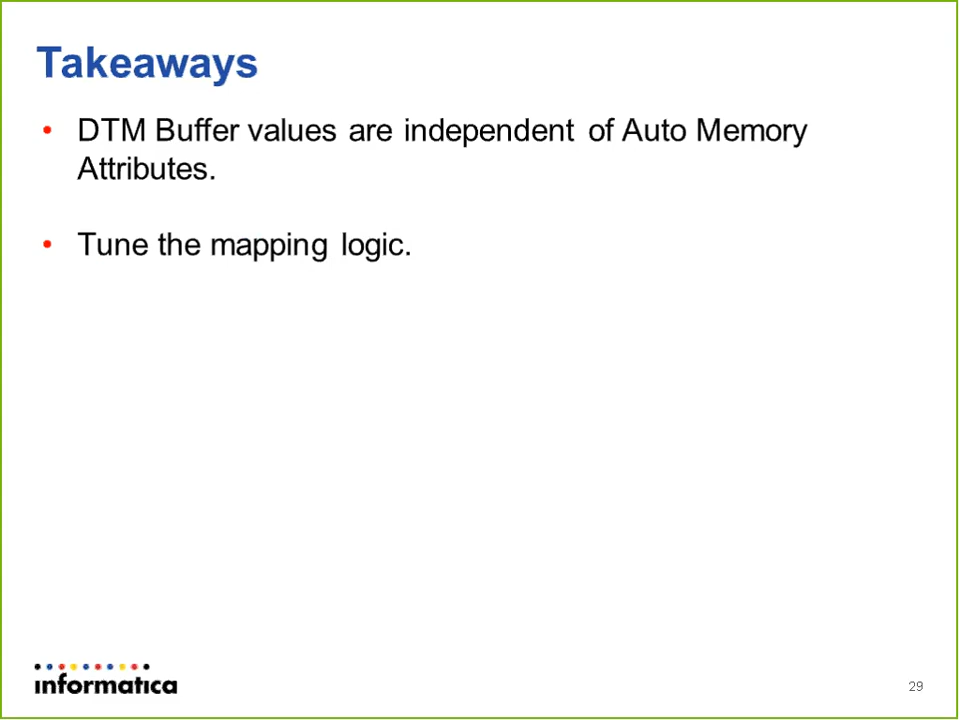 Takeaways
• DTM Buffer values are independent of Auto Memory
Attributes.
• Tune the mapping logic.
informatica
29